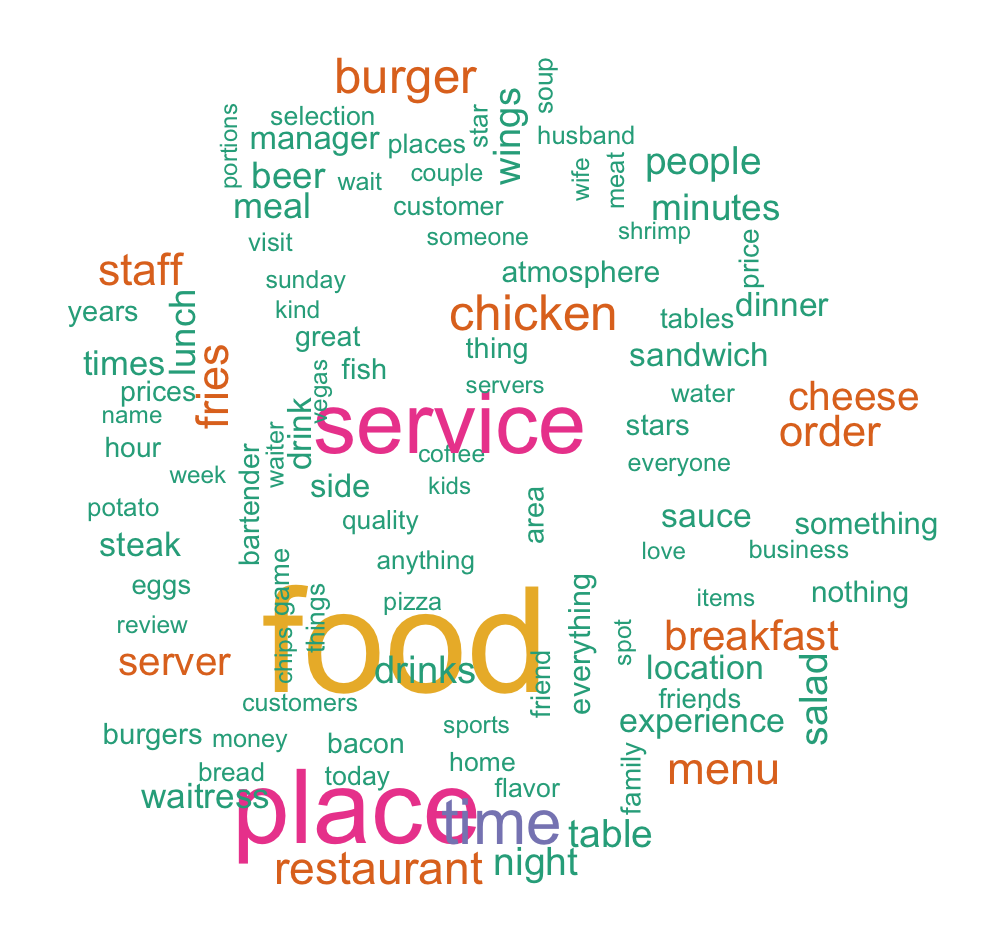 burger
soup
selection
portions
manager
places
star
wings
husband
beer
wait
couple
wife
meat
people
meal
customer
minutes
visit
someone
shrimp
price
staff
sunday
atmosphere
years
lunch
kind
chicken
tables
dinner
times
great
thing
sandwich
fries
fish
vegas
servers
water
cheese
prices
name
drink
service
stars
order
hour
waiter
coffee
everyone
week
bartender
side
kids
area
potato
quality
sauce
something
steak
anything
love
business
eggs
game
food
pizza
everything
items
nothing
review
chips
things
spot
breakfast
server
drinks
friend
location
salad
customers
friends
burgers
money
bacon
sports
experience
bread
today
home
family
menu
waitress
place
flavor
time
table
restaurant
night